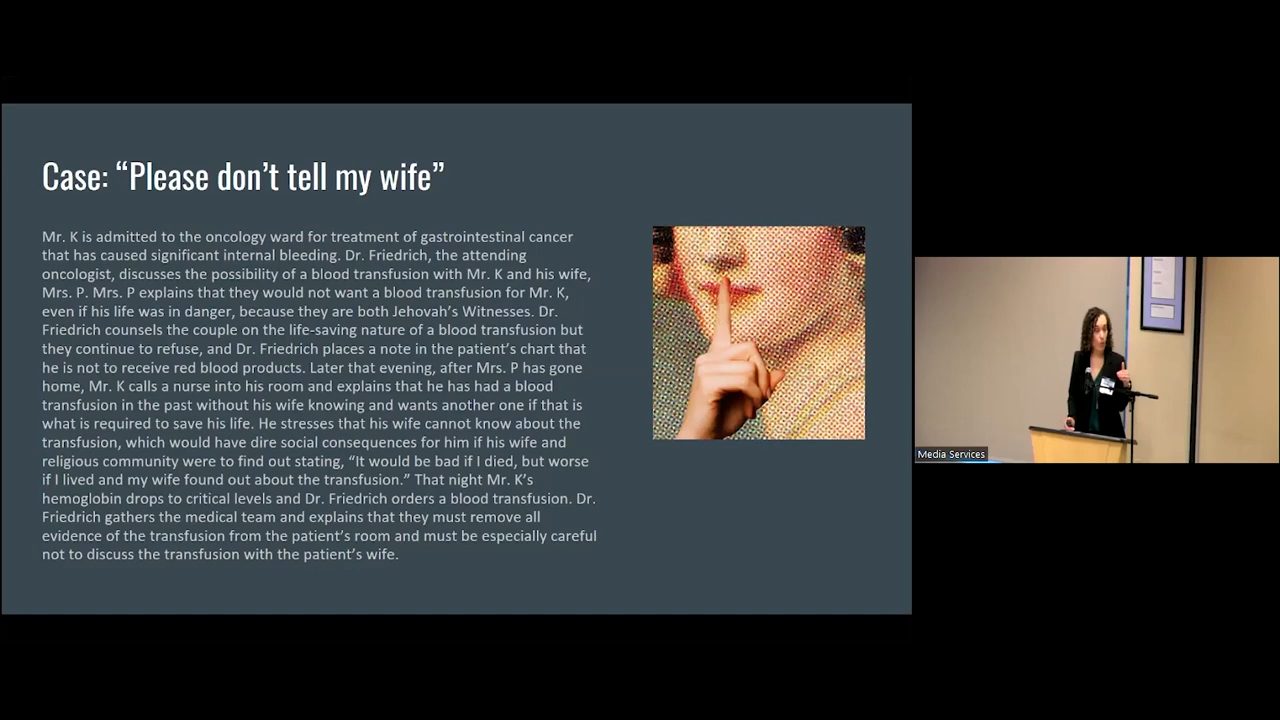 Case: “Please don’t tell my wife”
Mr. K is admitted to the oncology ward for treatment of gastrointestinal cancer
that has caused significant internal bleeding. Dr. Friedrich, the attending
oncologist, discusses the possibility of a blood transfusion with Mr. K and his wife,
Mrs. P. Mrs. P explains that they would not want a blood transfusion for Mr. K,
even if his life was in danger, because they are both Jehovah’s Witnesses. Dr.
Friedrich counsels the couple on the life-saving nature of a blood transfusion but
they continue to refuse, and Dr. Friedrich places a note in the patient’s chart that
he is not to receive red blood products. Later that evening, after Mrs. P has gone
home, Mr. K calls a nurse into his room and explains that he has had a blood
transfusion in the past without his wife knowing and wants another one if that is
what is required to save his life. He stresses that his wife cannot know about the
transfusion, which would have dire social consequences for him if his wife and
religious community were to find out stating, “It would be bad if I died, but worse
if I lived and my wife found out about the transfusion.” That night Mr. K’s
hemoglobin drops to critical levels and Dr. Friedrich orders a blood transfusion. Dr.
Friedrich gathers the medical team and explains that they must remove all
evidence of the transfusion from the patient’s room and must be especially careful
not to discuss the transfusion with the patient’s wife.
Media Services